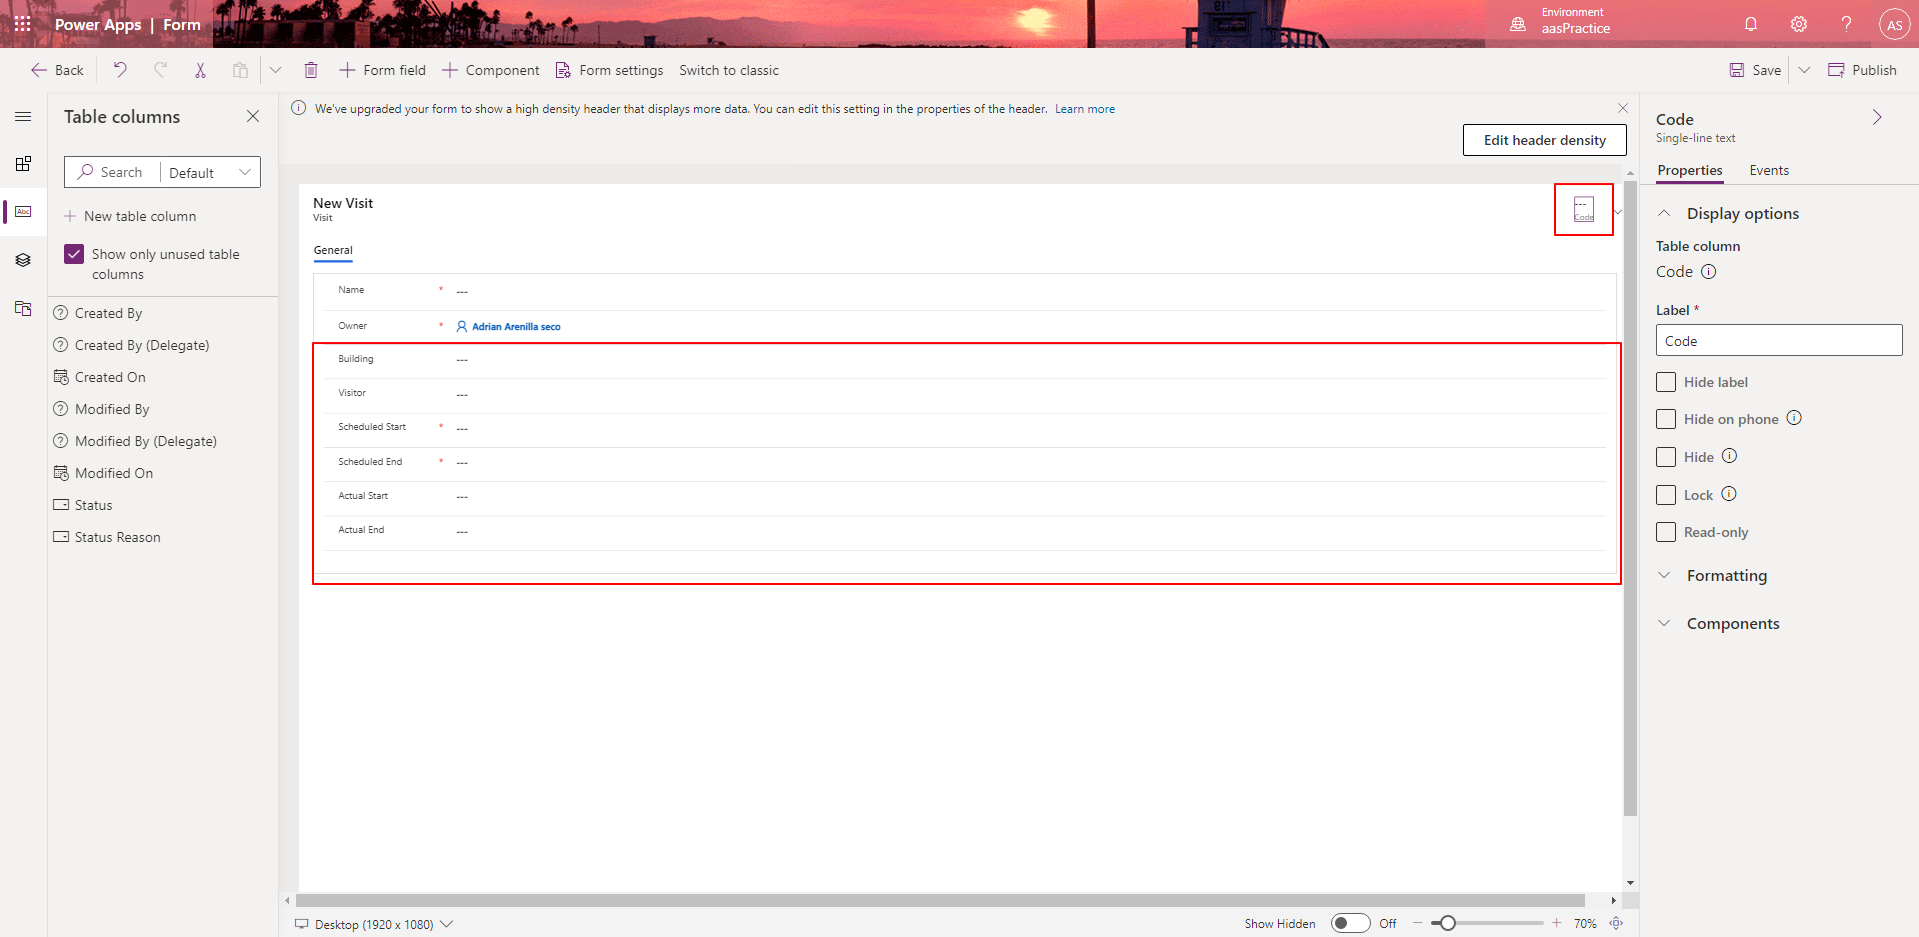 Power Apps | Form
Environment
aasPractice
AS
Back
Form field
Component
Form settings
Switch to classic
Save
Publish
Table columns
Search
Default
New table column
Show only unused table
columns
Created By
Created By (Delegate)
Created On
Modified By
Modified By (Delegate)
Modified On
Status
Status Reason
Abc
We've upgraded your form to show a high density header that displays more data. You can edit this setting in the properties of the header. Learn more
Edit header density
New Visit
Visit
---
Code
General
Name * ---
Owner * Adrian Arenilla seco
Building ---
Visitor ---
Scheduled Start * ---
Scheduled End * ---
Actual Start ---
Actual End ---
Desktop (1920 x 1080)
Show Hidden
Off
70%
Code
Single-line text
Properties
Events
Display options
Table column
Code
Label *
Code
Hide label
Hide on phone
Hide
Lock
Read-only
Formatting
Components